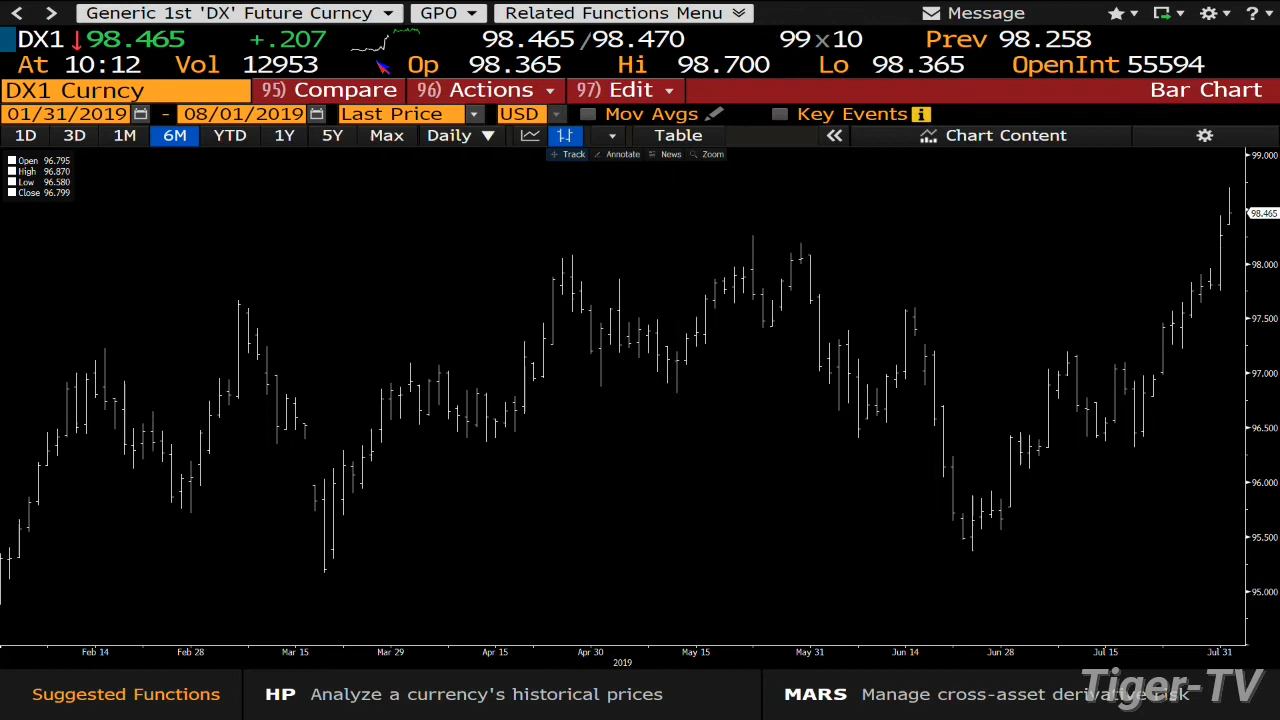 Generic 1st 'DX' Future Curncy GPO Related Functions Menu Message ?
DX1 ↓98.465 +.207 98.465/98.470 99x10 Prev 98.258
At 10:12 Vol 12953 Op 98.365 Hi 98.700 Lo 98.365 OpenInt 55594
DX1 Curncy 95) Compare 96) Actions 97) Edit Bar Chart
01/31/2019 - 08/01/2019 Last Price USD Mov Avgs Key Events i
1D 3D 1M 6M YTD 1Y 5Y Max Daily ▼ Table « Chart Content
Track Annotate News Zoom
Open 96.795
High 96.870
Low 96.580
Close 96.799
99.000
98.465
98.000
97.500
97.000
96.500
96.000
95.500
95.000
Feb 14 Feb 28 Mar 15 Mar 29 Apr 15 Apr 30 May 15 May 31 Jun 14 Jun 28 Jul 15 Jul 31
2019
Suggested Functions HP Analyze a currency's historical prices MARS Manage cross-asset derivative risk
Tiger-TV